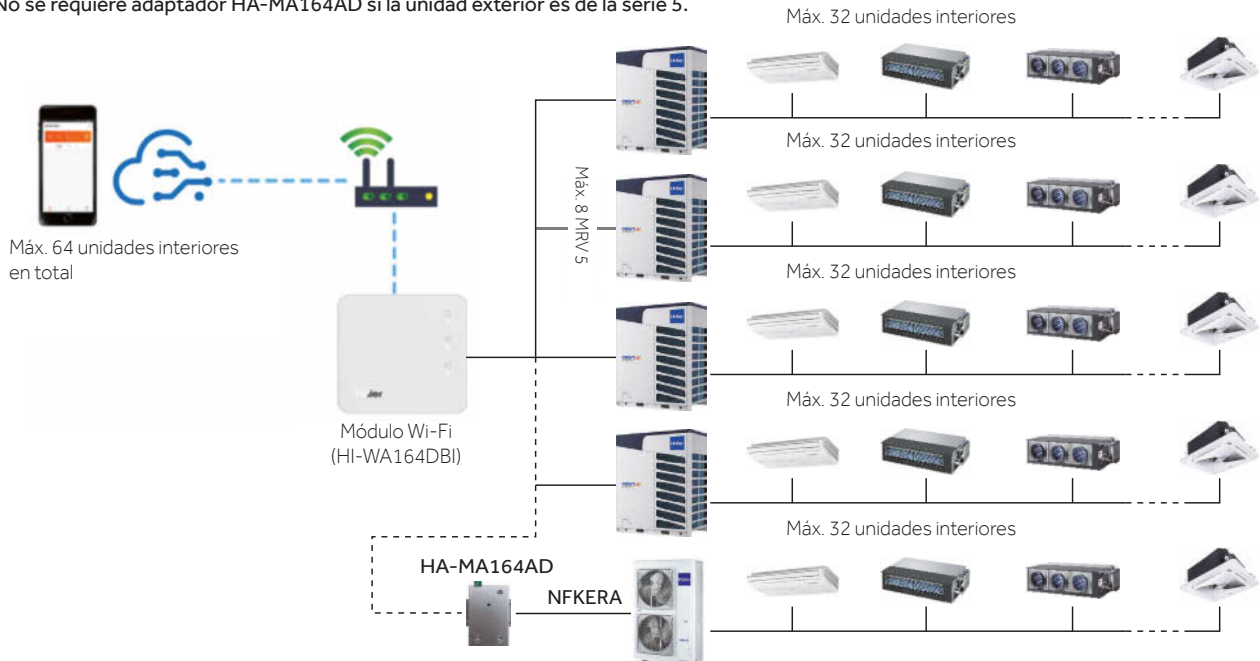 No se requiere adaptador HA-MA164AD si la unidad exterior es de la serie 5.
Máx. 32 unidades interiores
Máx. 32 unidades interiores
Máx. 8 MRV 5
Máx. 64 unidades interiores
en total
Máx. 32 unidades interiores
Máx. 32 unidades interiores
Módulo Wi-Fi
(HI-WA164DBI)
Máx. 32 unidades interiores
HA-MA164AD
NFKERA